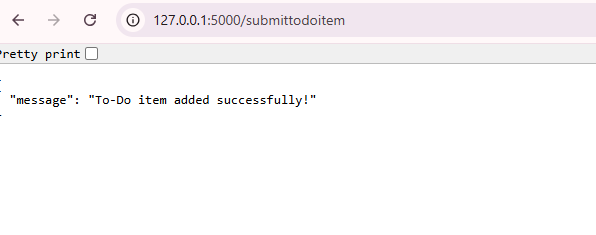 127.0.0.1:5000/submittodoitem
Pretty print
"message": "To-Do item added successfully!"